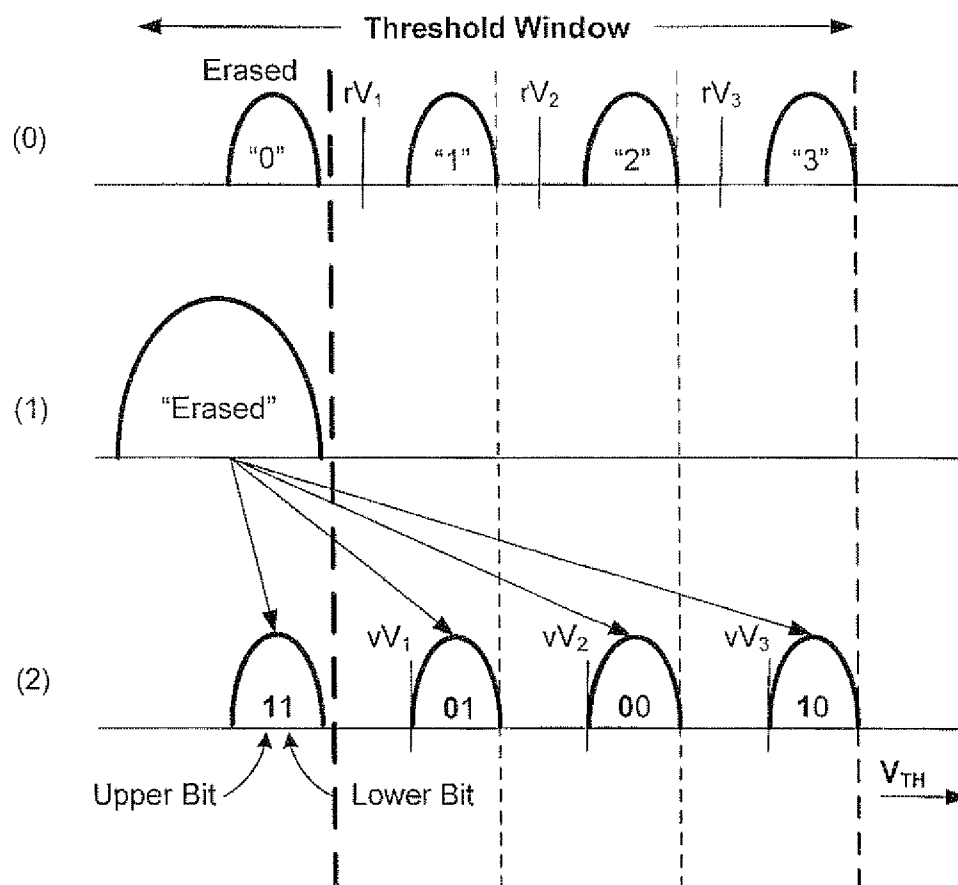 Threshold Window
Erased
rV₁ rV₂ rV₃
(0) "0" "1" "2" "3"
(1) "Erased"
vV₁ vV₂ vV₃
(2) 11 01 00 10
Upper Bit Lower Bit V_TH